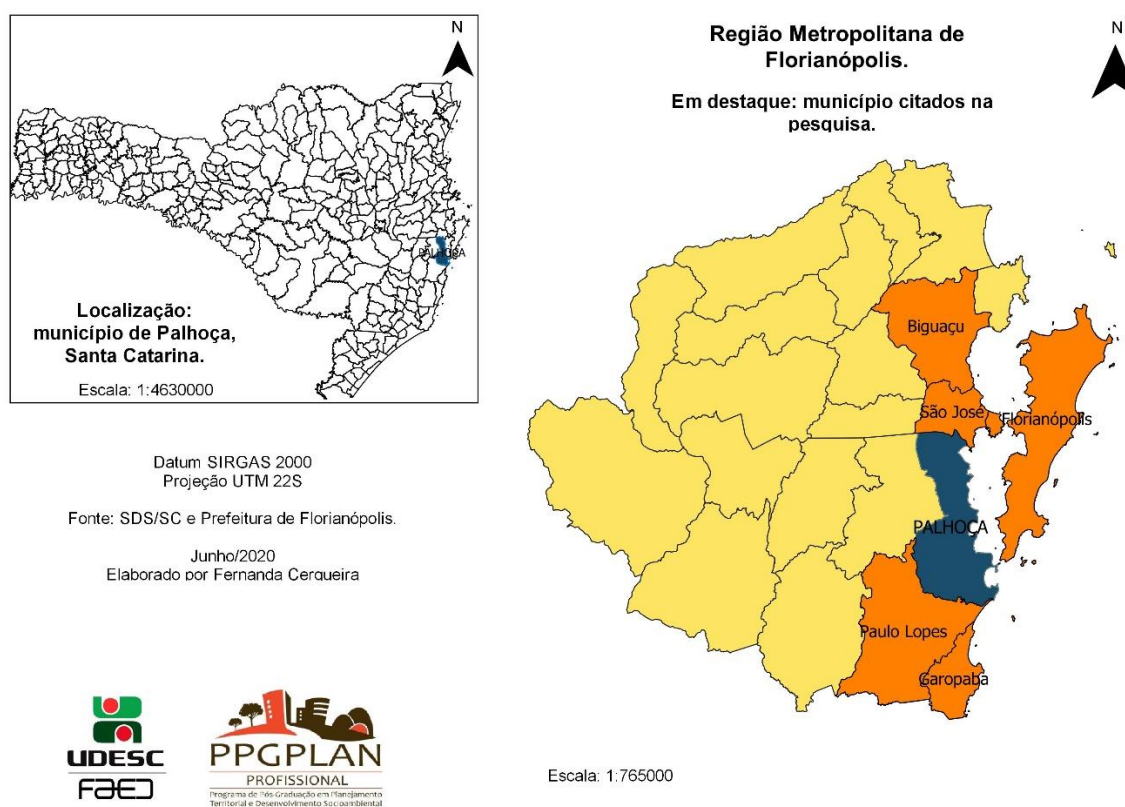 N
PALHOÇA
Localização:
município de Palhoça,
Santa Catarina.
Escala: 1:4630000
Datum SIRGAS 2000
Projeção UTM 22S
Fonte: SDS/SC e Prefeitura de Florianópolis.
Junho/2020
Elaborado por Fernanda Cerqueira
UDESC
FAED
PPGPLAN
PROFISSIONAL
Programa de Pós-Graduação em Planejamento
Territorial e Desenvolvimento Socioambiental
Região Metropolitana de
Florianópolis.
Em destaque: município citados na
pesquisa.
N
Biguaçu
São José
Florianópolis
PALHOÇA
Paulo Lopes
Garopaba
Escala: 1:765000